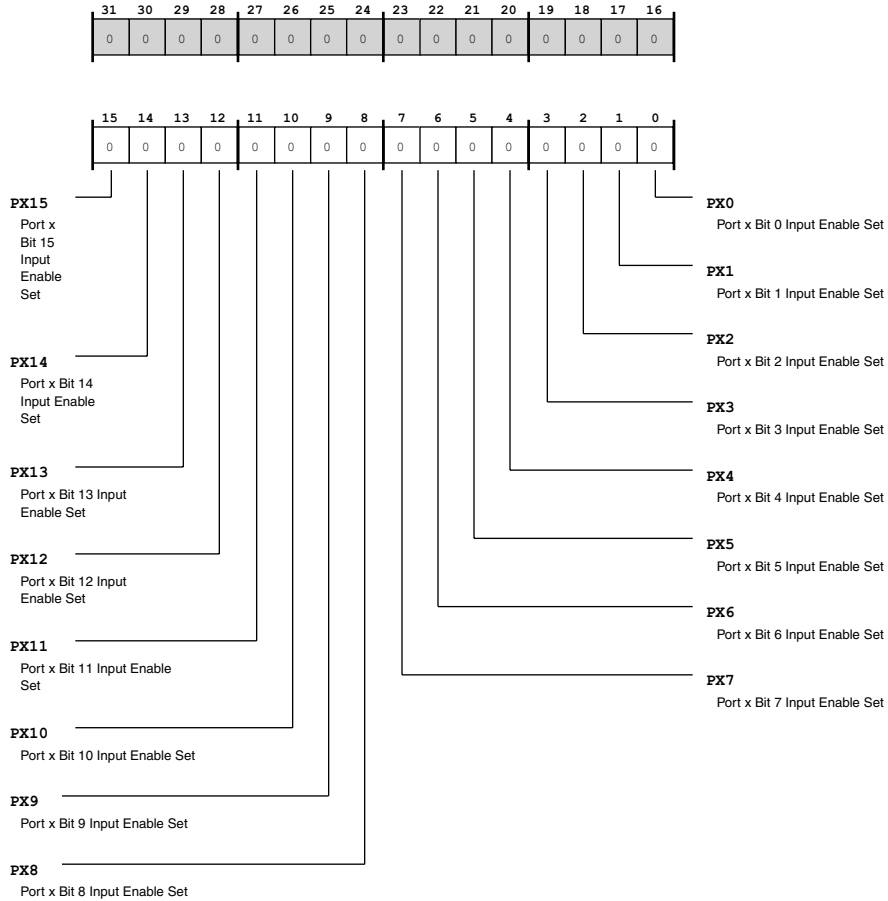 31 30 29 28 27 26 25 24 23 22 21 20 19 18 17 16
0 0 0 0 0 0 0 0 0 0 0 0 0 0 0 0
15 14 13 12 11 10 9 8 7 6 5 4 3 2 1 0
0 0 0 0 0 0 0 0 0 0 0 0 0 0 0 0
PX15
Port x
Bit 15
Input
Enable
Set
PX14
Port x Bit 14
Input Enable
Set
PX13
Port x Bit 13 Input
Enable Set
PX12
Port x Bit 12 Input
Enable Set
PX11
Port x Bit 11 Input Enable
Set
PX10
Port x Bit 10 Input Enable Set
PX9
Port x Bit 9 Input Enable Set
PX8
Port x Bit 8 Input Enable Set
PX0
Port x Bit 0 Input Enable Set
PX1
Port x Bit 1 Input Enable Set
PX2
Port x Bit 2 Input Enable Set
PX3
Port x Bit 3 Input Enable Set
PX4
Port x Bit 4 Input Enable Set
PX5
Port x Bit 5 Input Enable Set
PX6
Port x Bit 6 Input Enable Set
PX7
Port x Bit 7 Input Enable Set